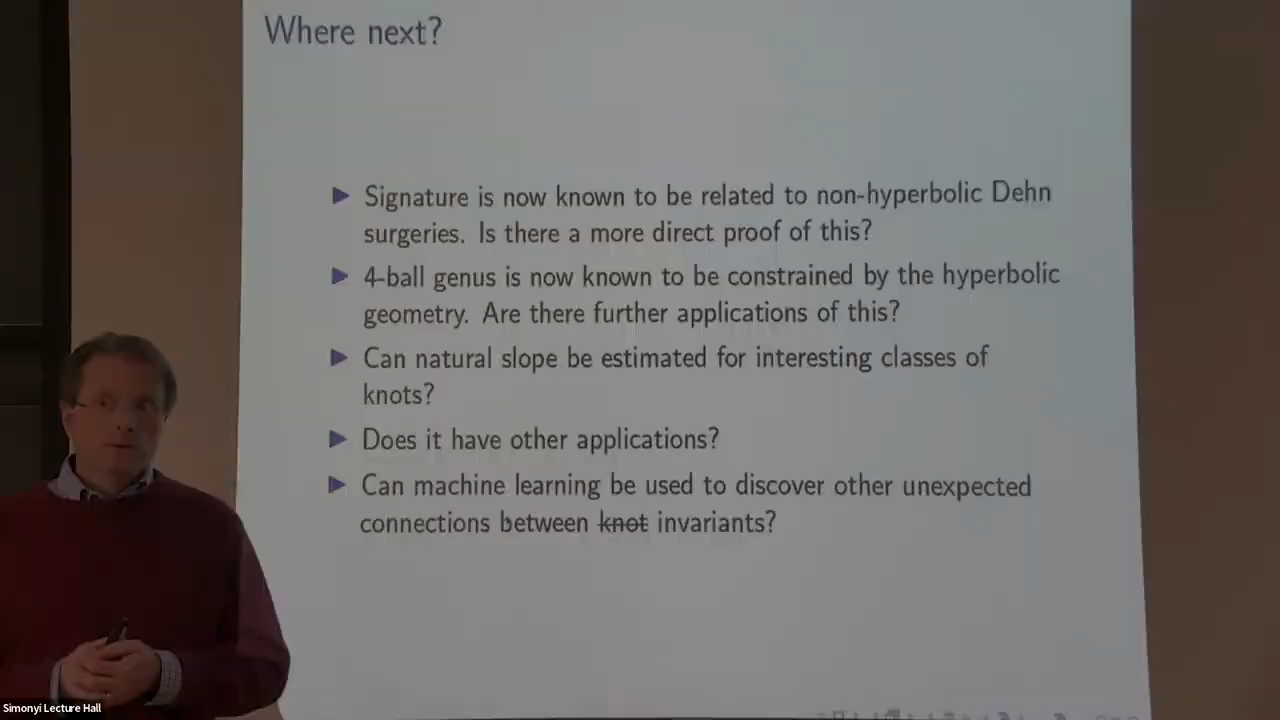 Where next?
▶ Signature is now known to be related to non-hyperbolic Dehn
surgeries. Is there a more direct proof of this?
▶ 4-ball genus is now known to be constrained by the hyperbolic
geometry. Are there further applications of this?
▶ Can natural slope be estimated for interesting classes of
knots?
▶ Does it have other applications?
▶ Can machine learning be used to discover other unexpected
connections between knot invariants?
Simonyi Lecture Hall